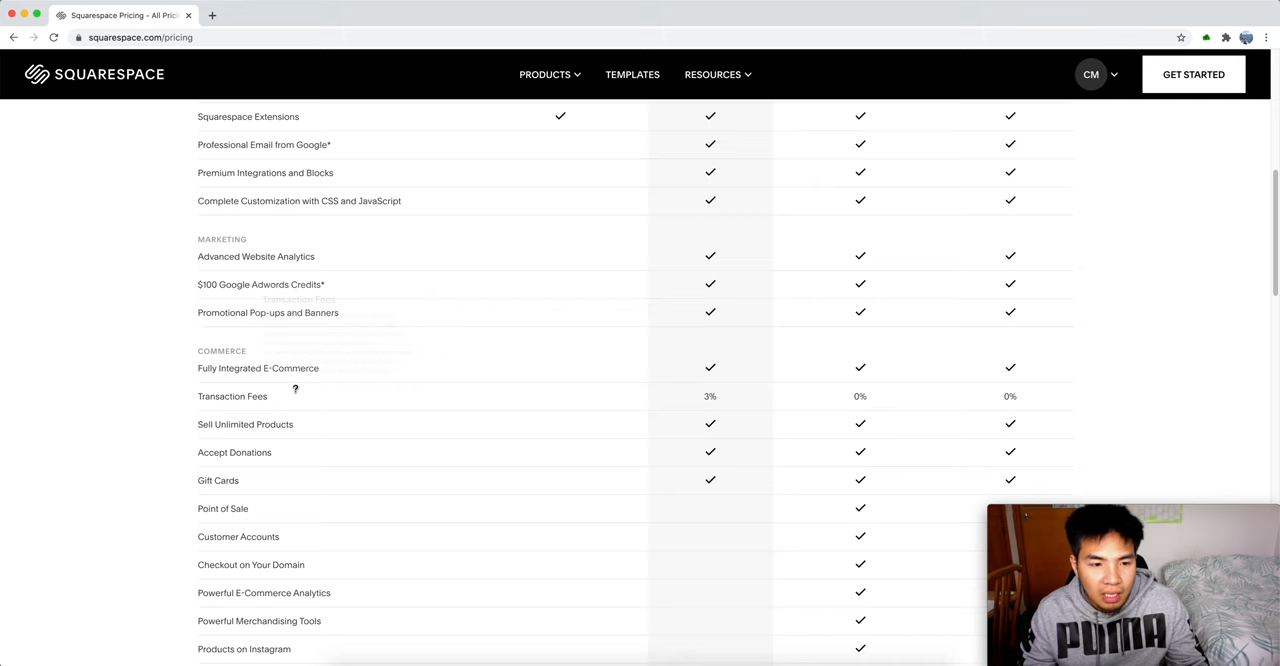 Squarespace Pricing - All Prici
squarespace.com/pricing
SQUARESPACE
PRODUCTS
TEMPLATES
RESOURCES
CM
GET STARTED
Squarespace Extensions
Professional Email from Google*
Premium Integrations and Blocks
Complete Customization with CSS and JavaScript
MARKETING
Advanced Website Analytics
$100 Google Adwords Credits*
Transaction Fees
Promotional Pop-ups and Banners
COMMERCE
Fully Integrated E-Commerce
Transaction Fees 3% 0% 0%
Sell Unlimited Products
Accept Donations
Gift Cards
Point of Sale
Customer Accounts
Checkout on Your Domain
Powerful E-Commerce Analytics
Powerful Merchandising Tools
Products on Instagram
PUMA